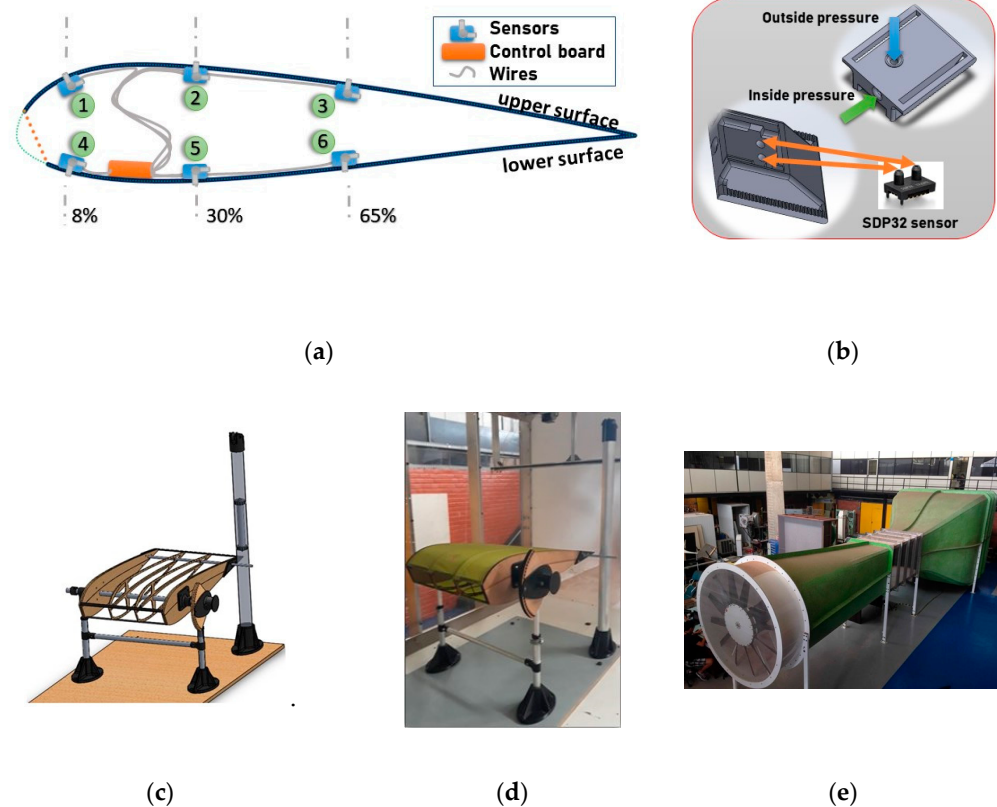 Sensors
Control board
Wires
1
2
3
4
5
6
upper surface
lower surface
8%
30%
65%
Outside pressure
Inside pressure
SDP32 sensor
(a)
(b)
.
(c)
(d)
(e)